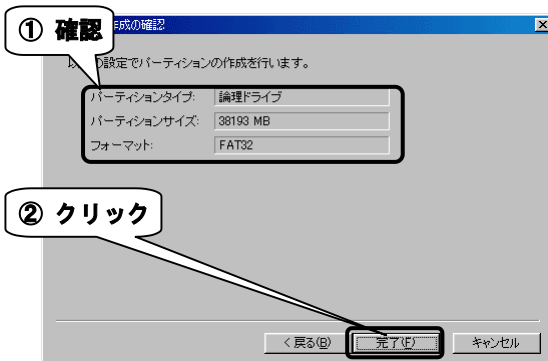 ① 確認
作成の確認
の設定でパーティションの作成を行います。
パーティションタイプ: 論理ドライブ
パーティションサイズ: 38193 MB
フォーマット: FAT32
② クリック
< 戻る(B) 完了(F) キャンセル